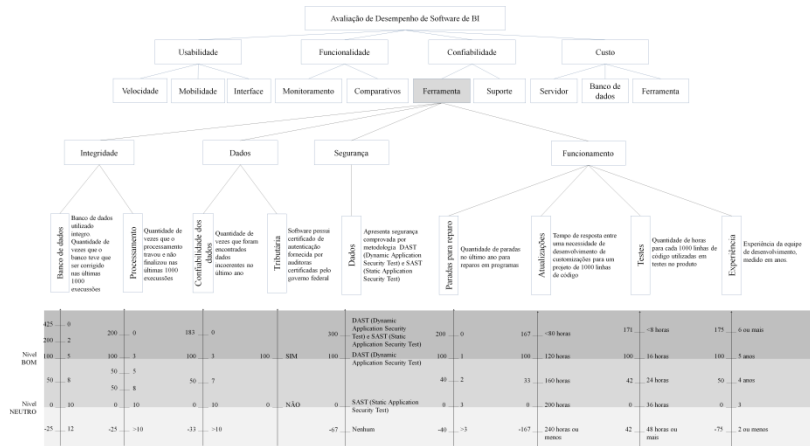 Avaliação de Desempenho de Software de BI
Usabilidade
Funcionalidade
Confiabilidade
Custo
Velocidade
Mobilidade
Interface
Monitoramento
Comparativos
Ferramenta
Suporte
Servidor
Banco de
dados
Ferramenta
Integridade
Dados
Segurança
Funcionamento
Banco de dados
Banco de dados
utilizado
integro.
Quantidade de
vezes que o
banco teve que
ser corrigido
nas últimas
1000
execussões
Processamento
Quantidade de
vezes que o
processamento
travou e não
finalizou nas
últimas 1000
execussões
Confiabilidade dos
dados
Quantidade de
vezes que foram
encontrados
dados
incorrentes no
último ano
Tributária
Software possui
certificado de
autenticação
fornecida por
auditoras
certificadas pelo
governo federal
Dados
Apresenta segurança
comprovada por
metodologia DAST
(Dynamic Application
Security Test) e SAST
(Static Application
Security Test)
Paradas para reparo
Quantidade de paradas
no último ano para
reparos em programas
Atualizações
Tempo de resposta entre
uma necessidade de
desenvolvimento de
customizações para um
projeto de 1000 linhas
de código
Testes
Quantidade de horas
para cada 1000 linhas de
código utilizadas em
testes no produto
Experiência
Experiência da equipe
de desenvolvimento,
medido em anos.
Nível
BOM
Nível
NEUTRO
425 0
200 2
100 5
50 8
0 10
-25 12
200 0
100 3
50 5
50 8
0 10
-25 >10
183 0
100 3
50 7
0 10
-33 >10
100 SIM
0 NÃO
300 DAST (Dynamic
Application Security
Test) e SAST (Static
Application Security Test)
100 DAST (Dynamic
Application Security Test)
0 SAST (Static Application
Security Test)
-67 Nenhum
200 0
100 1
40 2
0 3
-40 >3
167 <80 horas
100 120 horas
33 160 horas
0 200 horas
-167 240 horas ou
menos
171 <8 horas
100 16 horas
42 24 horas
0 36 horas
42 48 horas ou
mais
175 6 ou mais
100 5 anos
50 4 anos
0 3
-75 2 ou menos